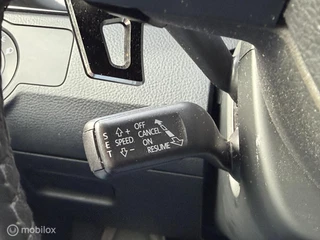 S E T
⇧+ OFF
SPEED CANCEL
⇩- ON
RESUME
Mobilox